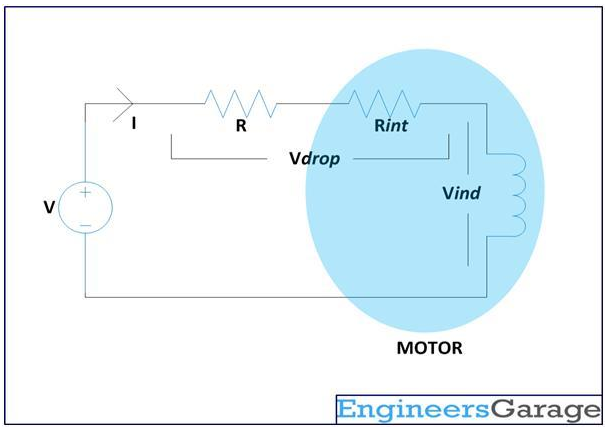 I
R
Rint
Vdrop
V
Vind
MOTOR
EngineersGarage